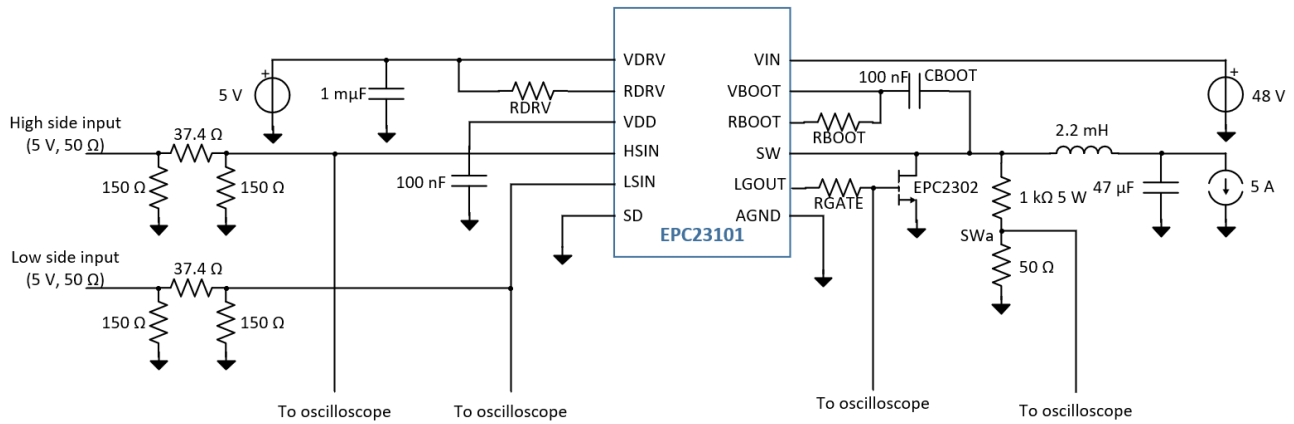 VDRV
VIN
5 V
1 mμF
RDRV
RDRV
VBOOT
100 nF
CBOOT
48 V
VDD
RBOOT
RBOOT
High side input
(5 V, 50 Ω)
37.4 Ω
HSIN
SW
2.2 mH
150 Ω
150 Ω
100 nF
LSIN
LGOUT
RGATE
EPC2302
1 kΩ 5 W
47 μF
5 A
SD
AGND
EPC23101
SWa
50 Ω
Low side input
(5 V, 50 Ω)
37.4 Ω
150 Ω
150 Ω
To oscilloscope
To oscilloscope
To oscilloscope
To oscilloscope
+
+